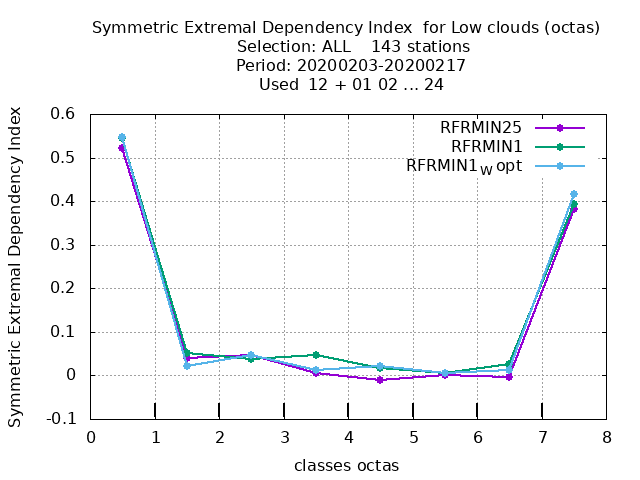 Symmetric Extremal Dependency Index  for Low clouds (octas)
Selection: ALL    143 stations
Period: 20200203-20200217
Used  12 + 01 02 ... 24
Symmetric Extremal Dependency Index
0.6
0.5
0.4
0.3
0.2
0.1
0
-0.1
RFRMIN25
RFRMIN1
RFRMIN1W opt
0 1 2 3 4 5 6 7 8
classes octas